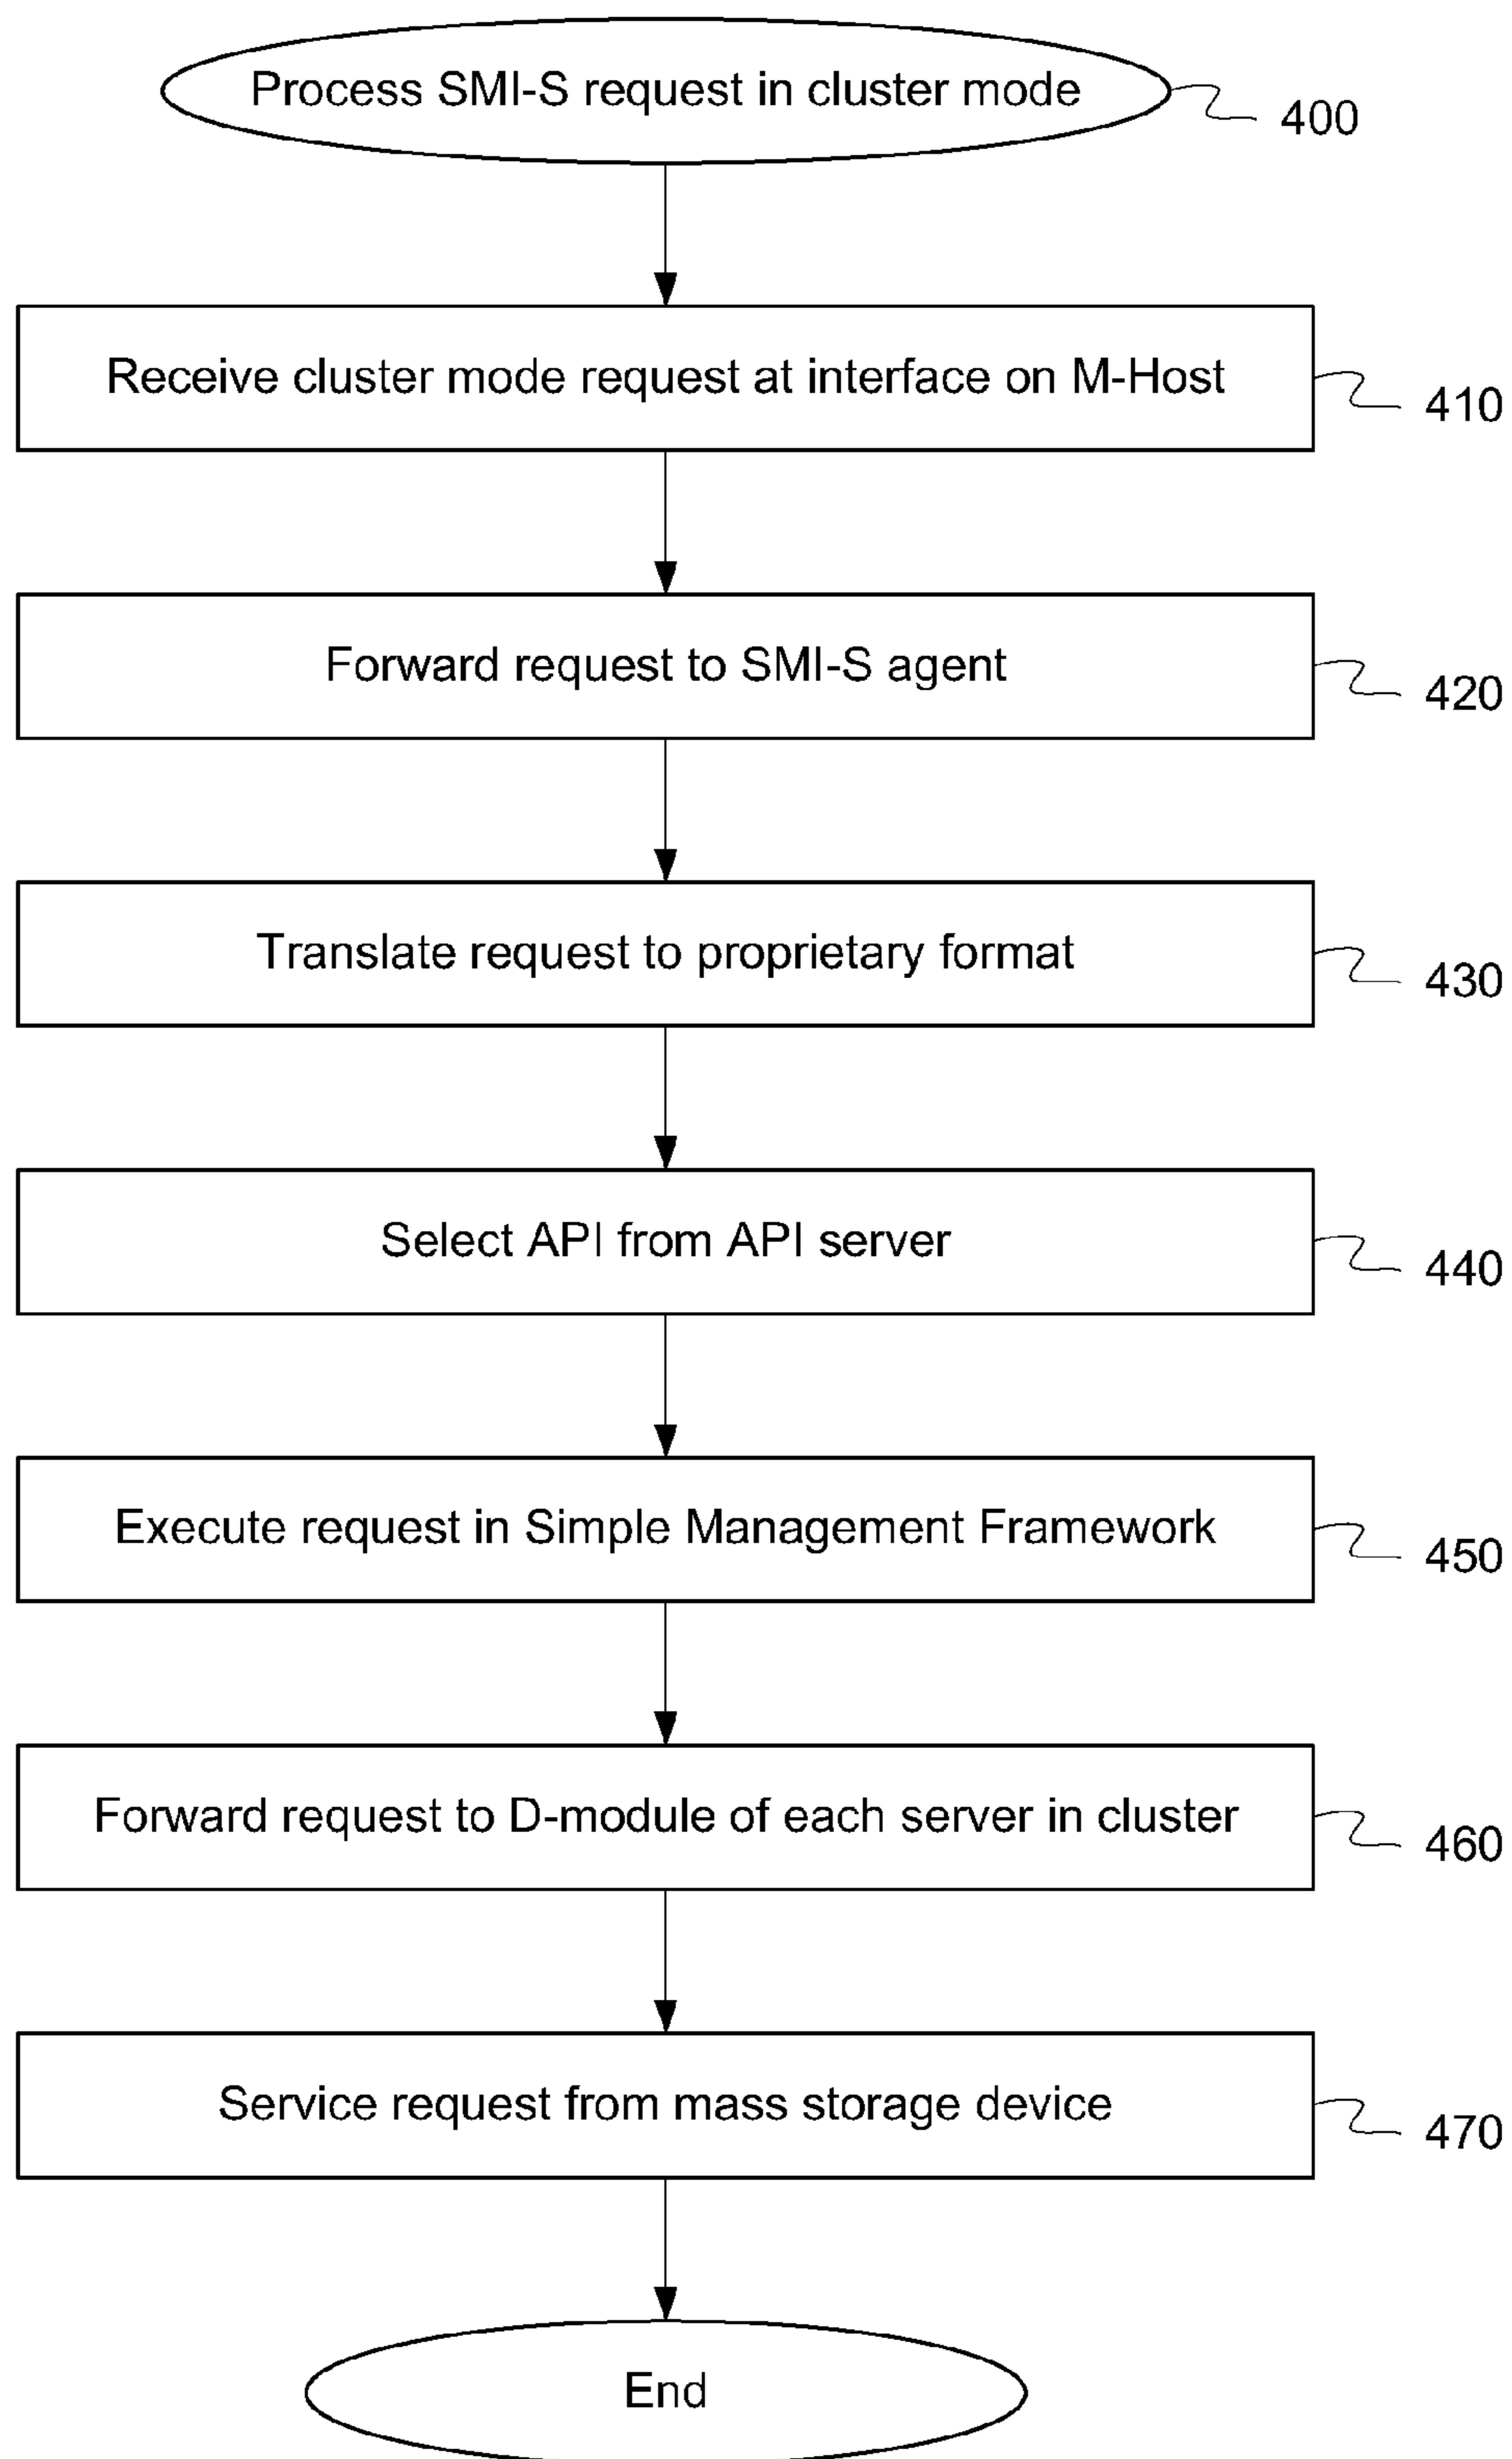 Process SMI-S request in cluster mode
400
Receive cluster mode request at interface on M-Host
410
Forward request to SMI-S agent
420
Translate request to proprietary format
430
Select API from API server
440
Execute request in Simple Management Framework
450
Forward request to D-module of each server in cluster
460
Service request from mass storage device
470
End